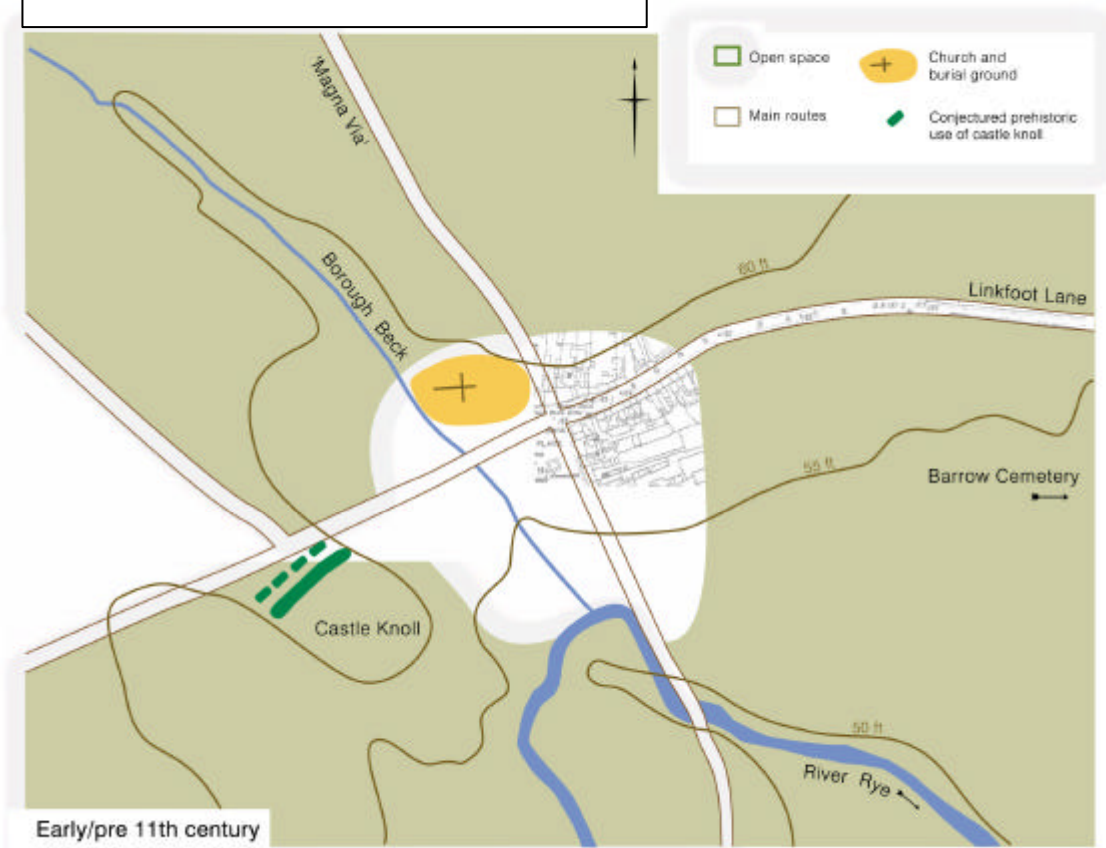 Open space
Church and
burial ground
Main routes
Conjectured prehistoric
use of castle knoll
'Magna Via'
Borough Beck
60 ft
Linkfoot Lane
55 ft
Barrow Cemetery
Castle Knoll
50 ft
River Rye
Early/pre 11th century